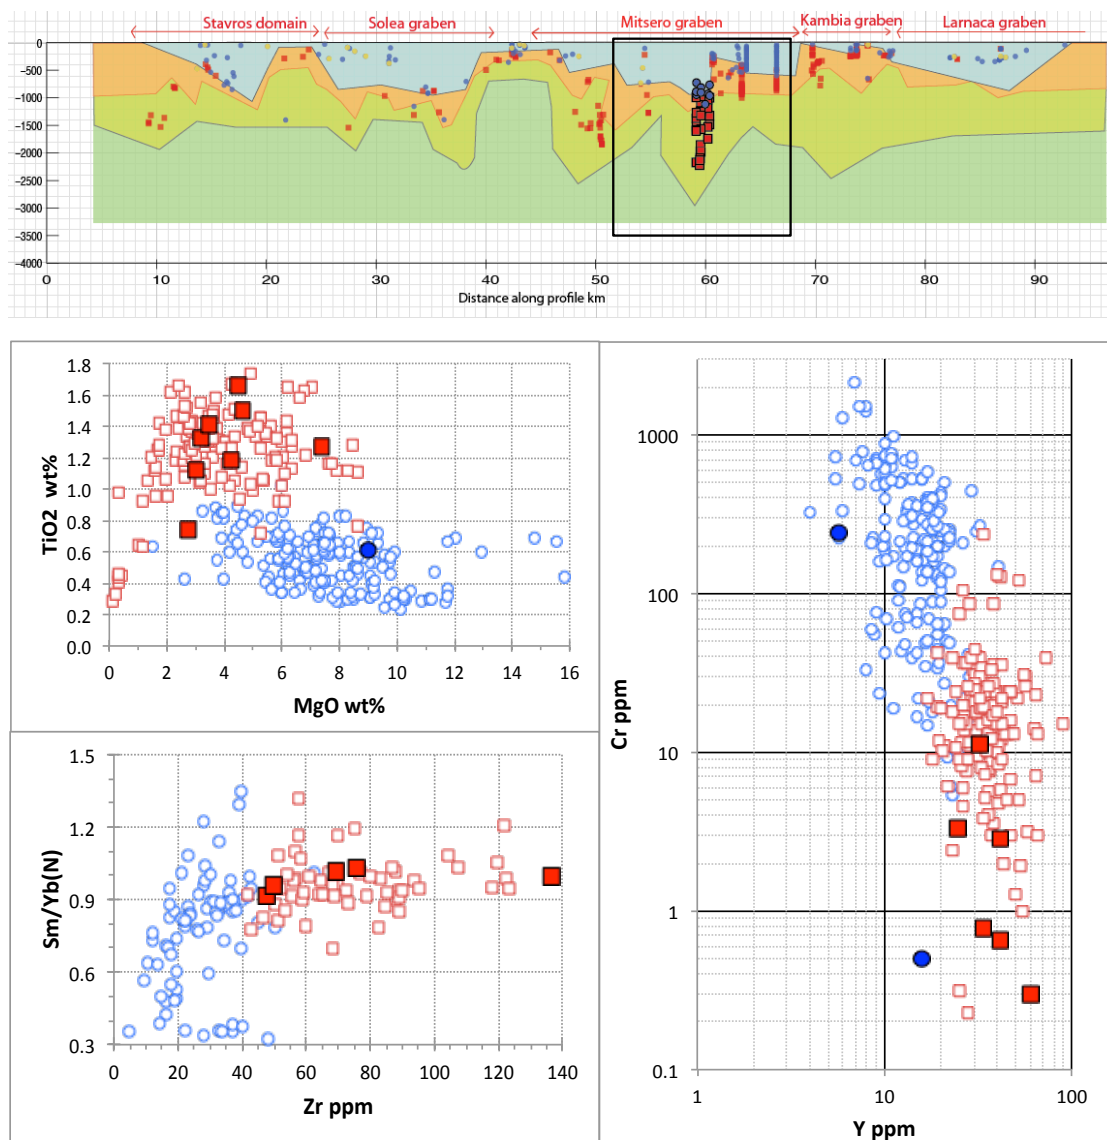 Stavros domain Solea graben Mitsero graben Kambia graben Larnaca graben
0
-500
-1000
-1500
-2000
-2500
-3000
-3500
-4000
0 10 20 30 40 50 60 70 80 90
Distance along profile km
1.8
1.6
1.4
1.2
1.0
0.8
0.6
0.4
0.2
0.0
TiO2 wt%
0 2 4 6 8 10 12 14 16
MgO wt%
1.5
1.2
0.9
0.6
0.3
Sm/Yb(N)
0 20 40 60 80 100 120 140
Zr ppm
1000
100
10
1
0.1
Cr ppm
1 10 100
Y ppm